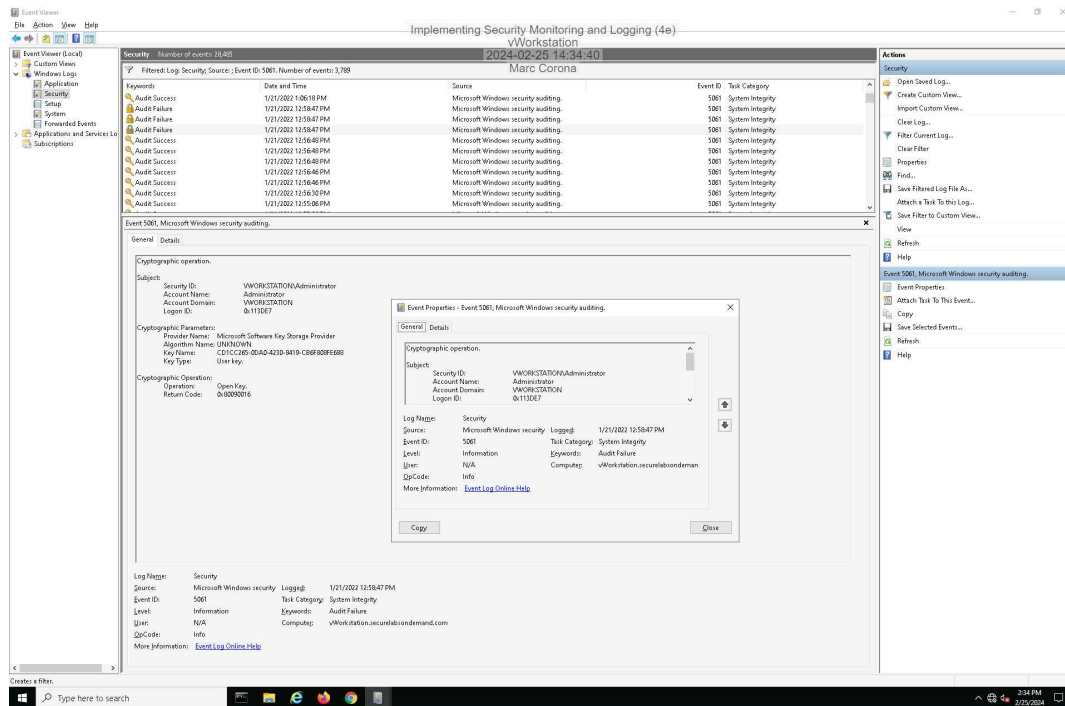 Event Viewer
File Action View Help
Implementing Security Monitoring and Logging (4e)
vWorkstation
2024-02-25 14:34:40
Marc Corona
Event Viewer (Local)
Custom Views
Windows Logs
Application
Security
Setup
System
Forwarded Events
Applications and Services Lo
Subscriptions
Security Number of events: 28,485
Filtered: Log: Security; Source: ; Event ID: 5061. Number of events: 3,789
Keywords Date and Time Source Event ID Task Category
Audit Success 1/21/2022 1:06:18 PM Microsoft Windows security auditing. 5061 System Integrity
Audit Failure 1/21/2022 12:58:47 PM Microsoft Windows security auditing. 5061 System Integrity
Audit Failure 1/21/2022 12:58:47 PM Microsoft Windows security auditing. 5061 System Integrity
Audit Failure 1/21/2022 12:58:47 PM Microsoft Windows security auditing. 5061 System Integrity
Audit Success 1/21/2022 12:56:48 PM Microsoft Windows security auditing. 5061 System Integrity
Audit Success 1/21/2022 12:56:48 PM Microsoft Windows security auditing. 5061 System Integrity
Audit Success 1/21/2022 12:56:48 PM Microsoft Windows security auditing. 5061 System Integrity
Audit Success 1/21/2022 12:56:46 PM Microsoft Windows security auditing. 5061 System Integrity
Audit Success 1/21/2022 12:56:46 PM Microsoft Windows security auditing. 5061 System Integrity
Audit Success 1/21/2022 12:56:30 PM Microsoft Windows security auditing. 5061 System Integrity
Audit Success 1/21/2022 12:55:06 PM Microsoft Windows security auditing. 5061 System Integrity
Event 5061, Microsoft Windows security auditing.
General Details
Cryptographic operation.
Subject:
Security ID: VWORKSTATION\Administrator
Account Name: Administrator
Account Domain: VWORKSTATION
Logon ID: 0x113DE7
Cryptographic Parameters:
Provider Name: Microsoft Software Key Storage Provider
Algorithm Name: UNKNOWN
Key Name:
Key Type: User key.
Cryptographic Operation:
Operation: Open Key.
Return Code: 0x80090016
Log Name: Security
Source: Microsoft Windows security Logged: 1/21/2022 12:58:47 PM
Event ID: 5061 Task Category: System Integrity
Level: Information Keywords: Audit Failure
User: N/A Computer: vWorkstation.securelabsondemand.com
OpCode: Info
More Information: Event Log Online Help
Event Properties - Event 5061, Microsoft Windows security auditing.
General Details
Cryptographic operation.
Subject:
Security ID: VWORKSTATION\Administrator
Account Name: Administrator
Account Domain: VWORKSTATION
Logon ID: 0x113DE7
Log Name: Security
Source: Microsoft Windows security Logged: 1/21/2022 12:58:47 PM
Event ID: 5061 Task Category: System Integrity
Level: Information Keywords: Audit Failure
User: N/A Computer: vWorkstation.securelabsondeman
OpCode: Info
More Information: Event Log Online Help
Copy Close
Actions
Security
Open Saved Log...
Create Custom View...
Import Custom View...
Clear Log...
Filter Current Log...
Clear Filter
Properties
Find...
Save Filtered Log File As...
Attach a Task To this Log...
Save Filter to Custom View...
View
Refresh
Help
Event 5061, Microsoft Windows security auditing.
Event Properties
Attach Task To This Event...
Copy
Save Selected Events...
Refresh
Help
Creates a filter.
Type here to search
2:34 PM
2/25/2024